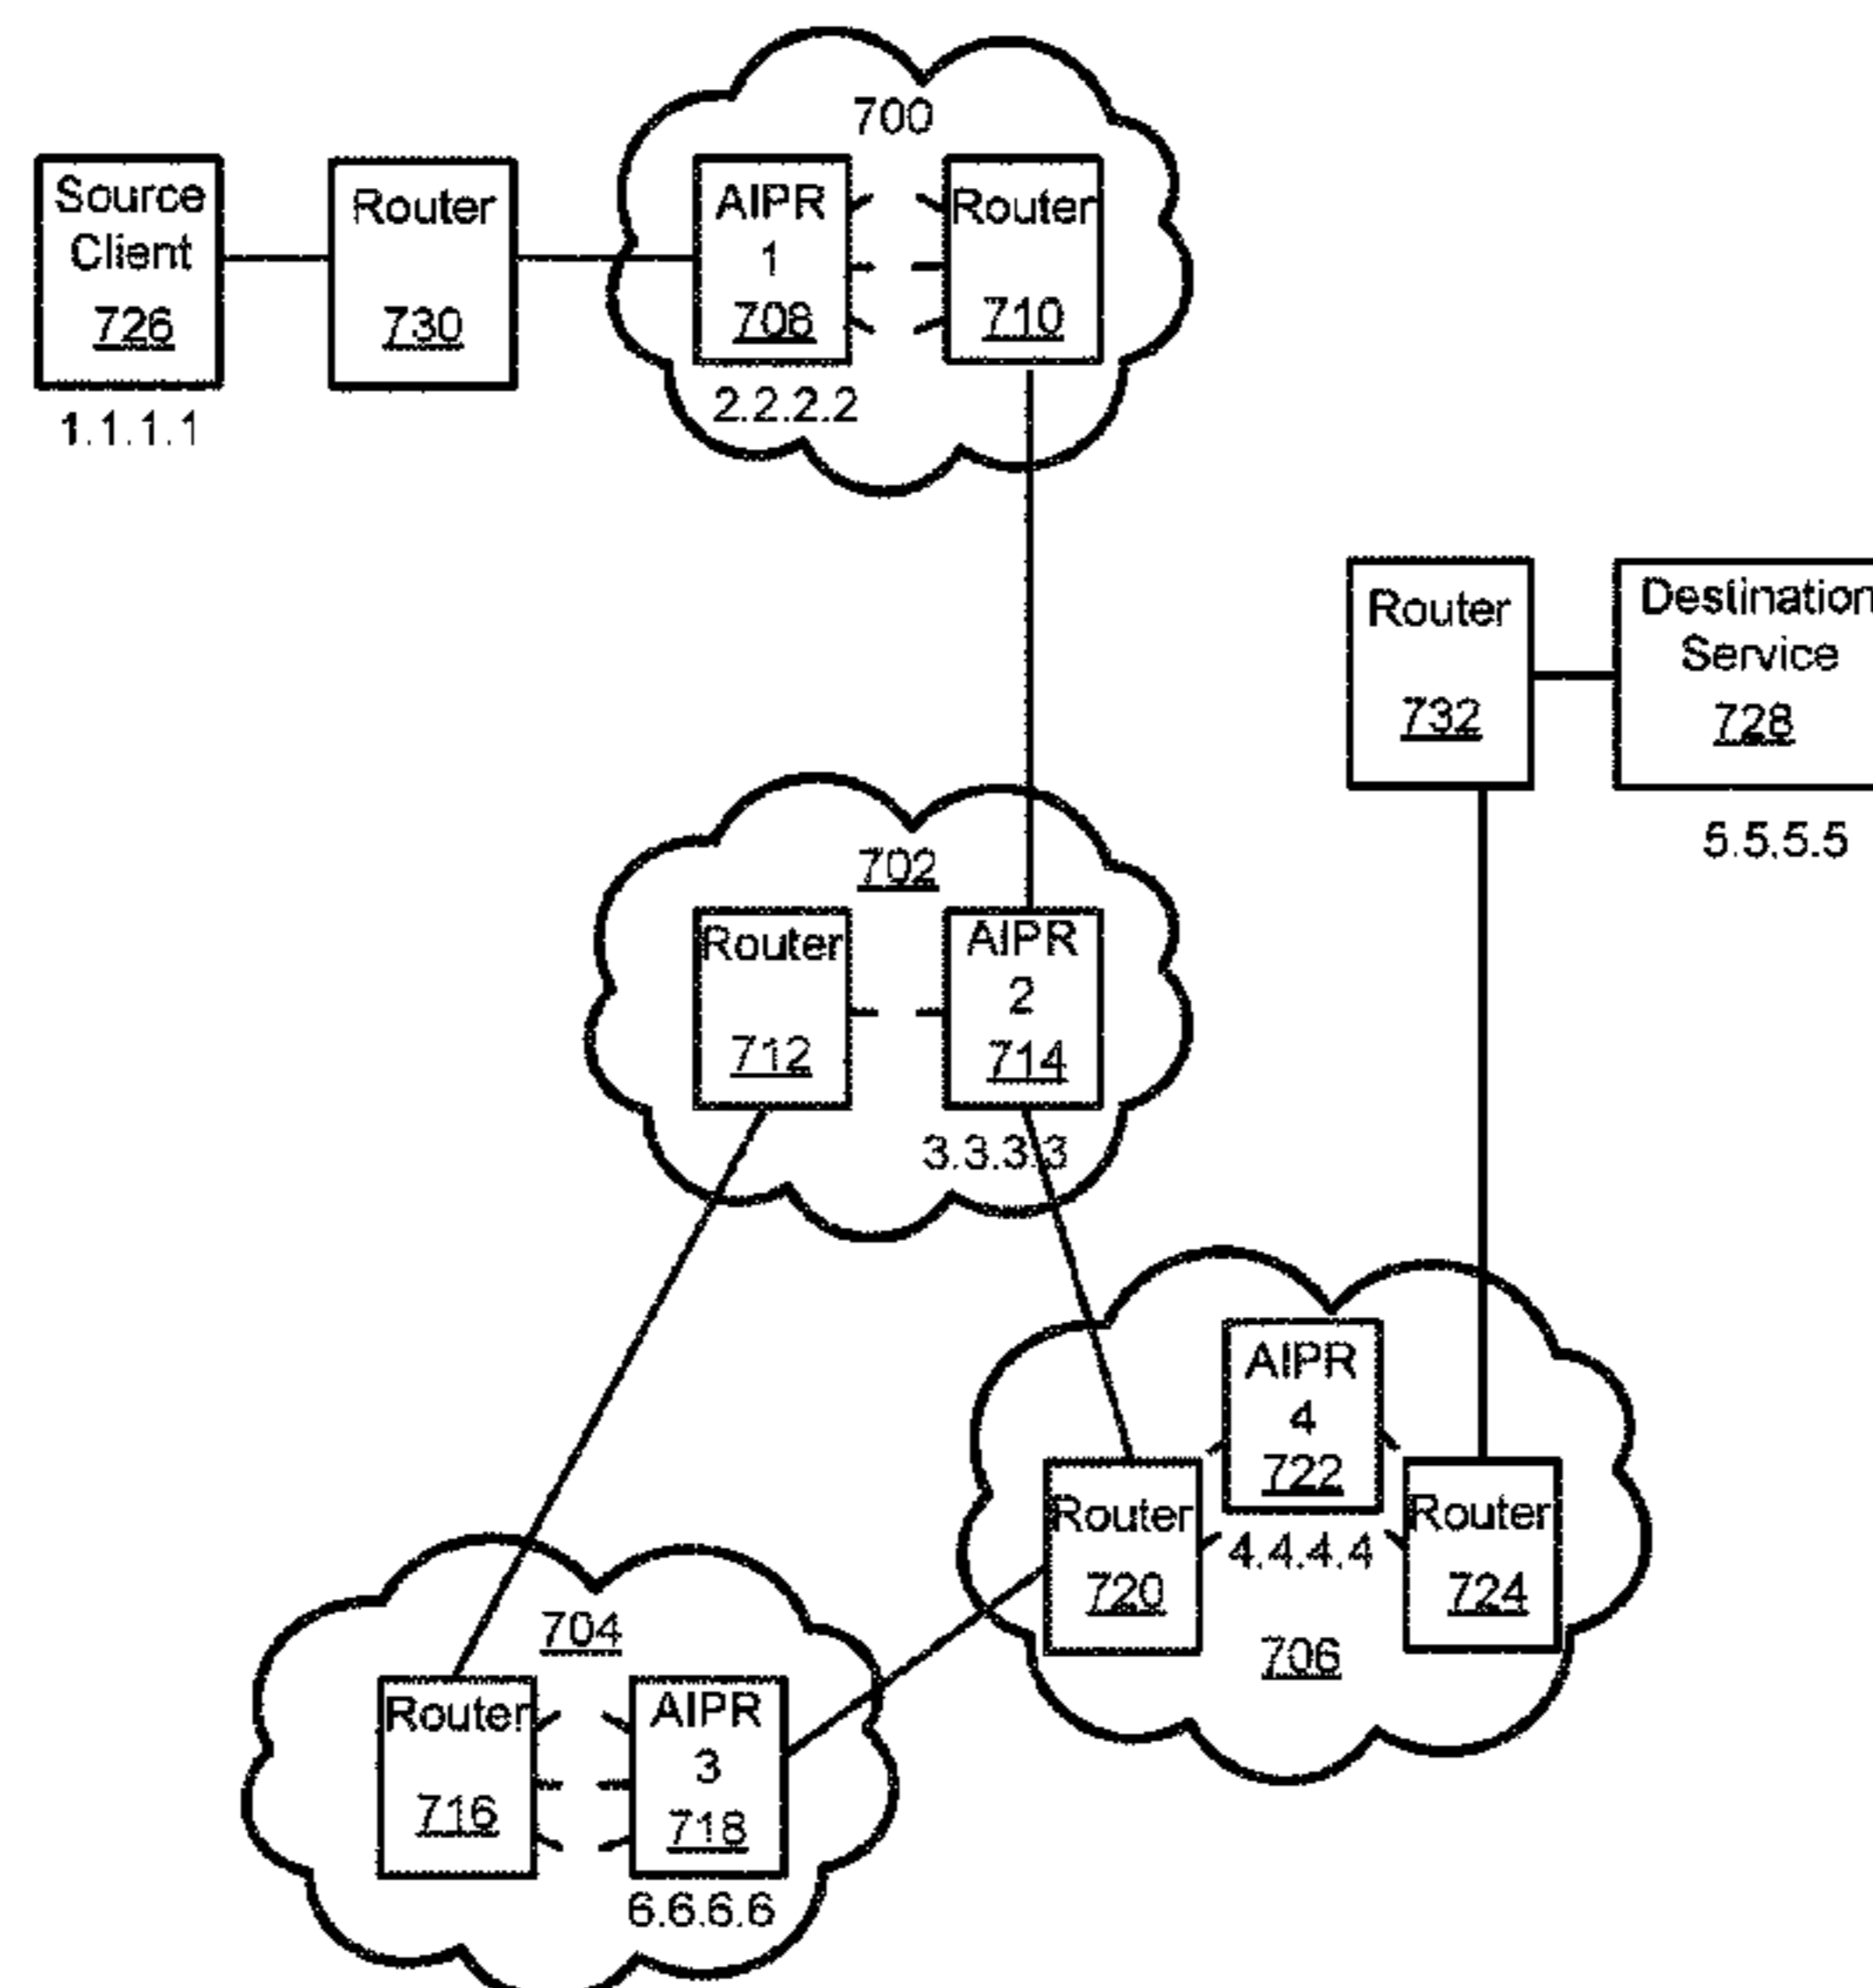 700
Source
Client
726
1.1.1.1
Router
730
AIPR
1
708
2.2.2.2
Router
710
Router
732
Destination
Service
728
5.5.5.5
702
Router
712
AIPR
2
714
3.3.3.3
AIPR
4
722
4.4.4.4
Router
720
Router
724
706
704
Router
716
AIPR
3
718
6.6.6.6